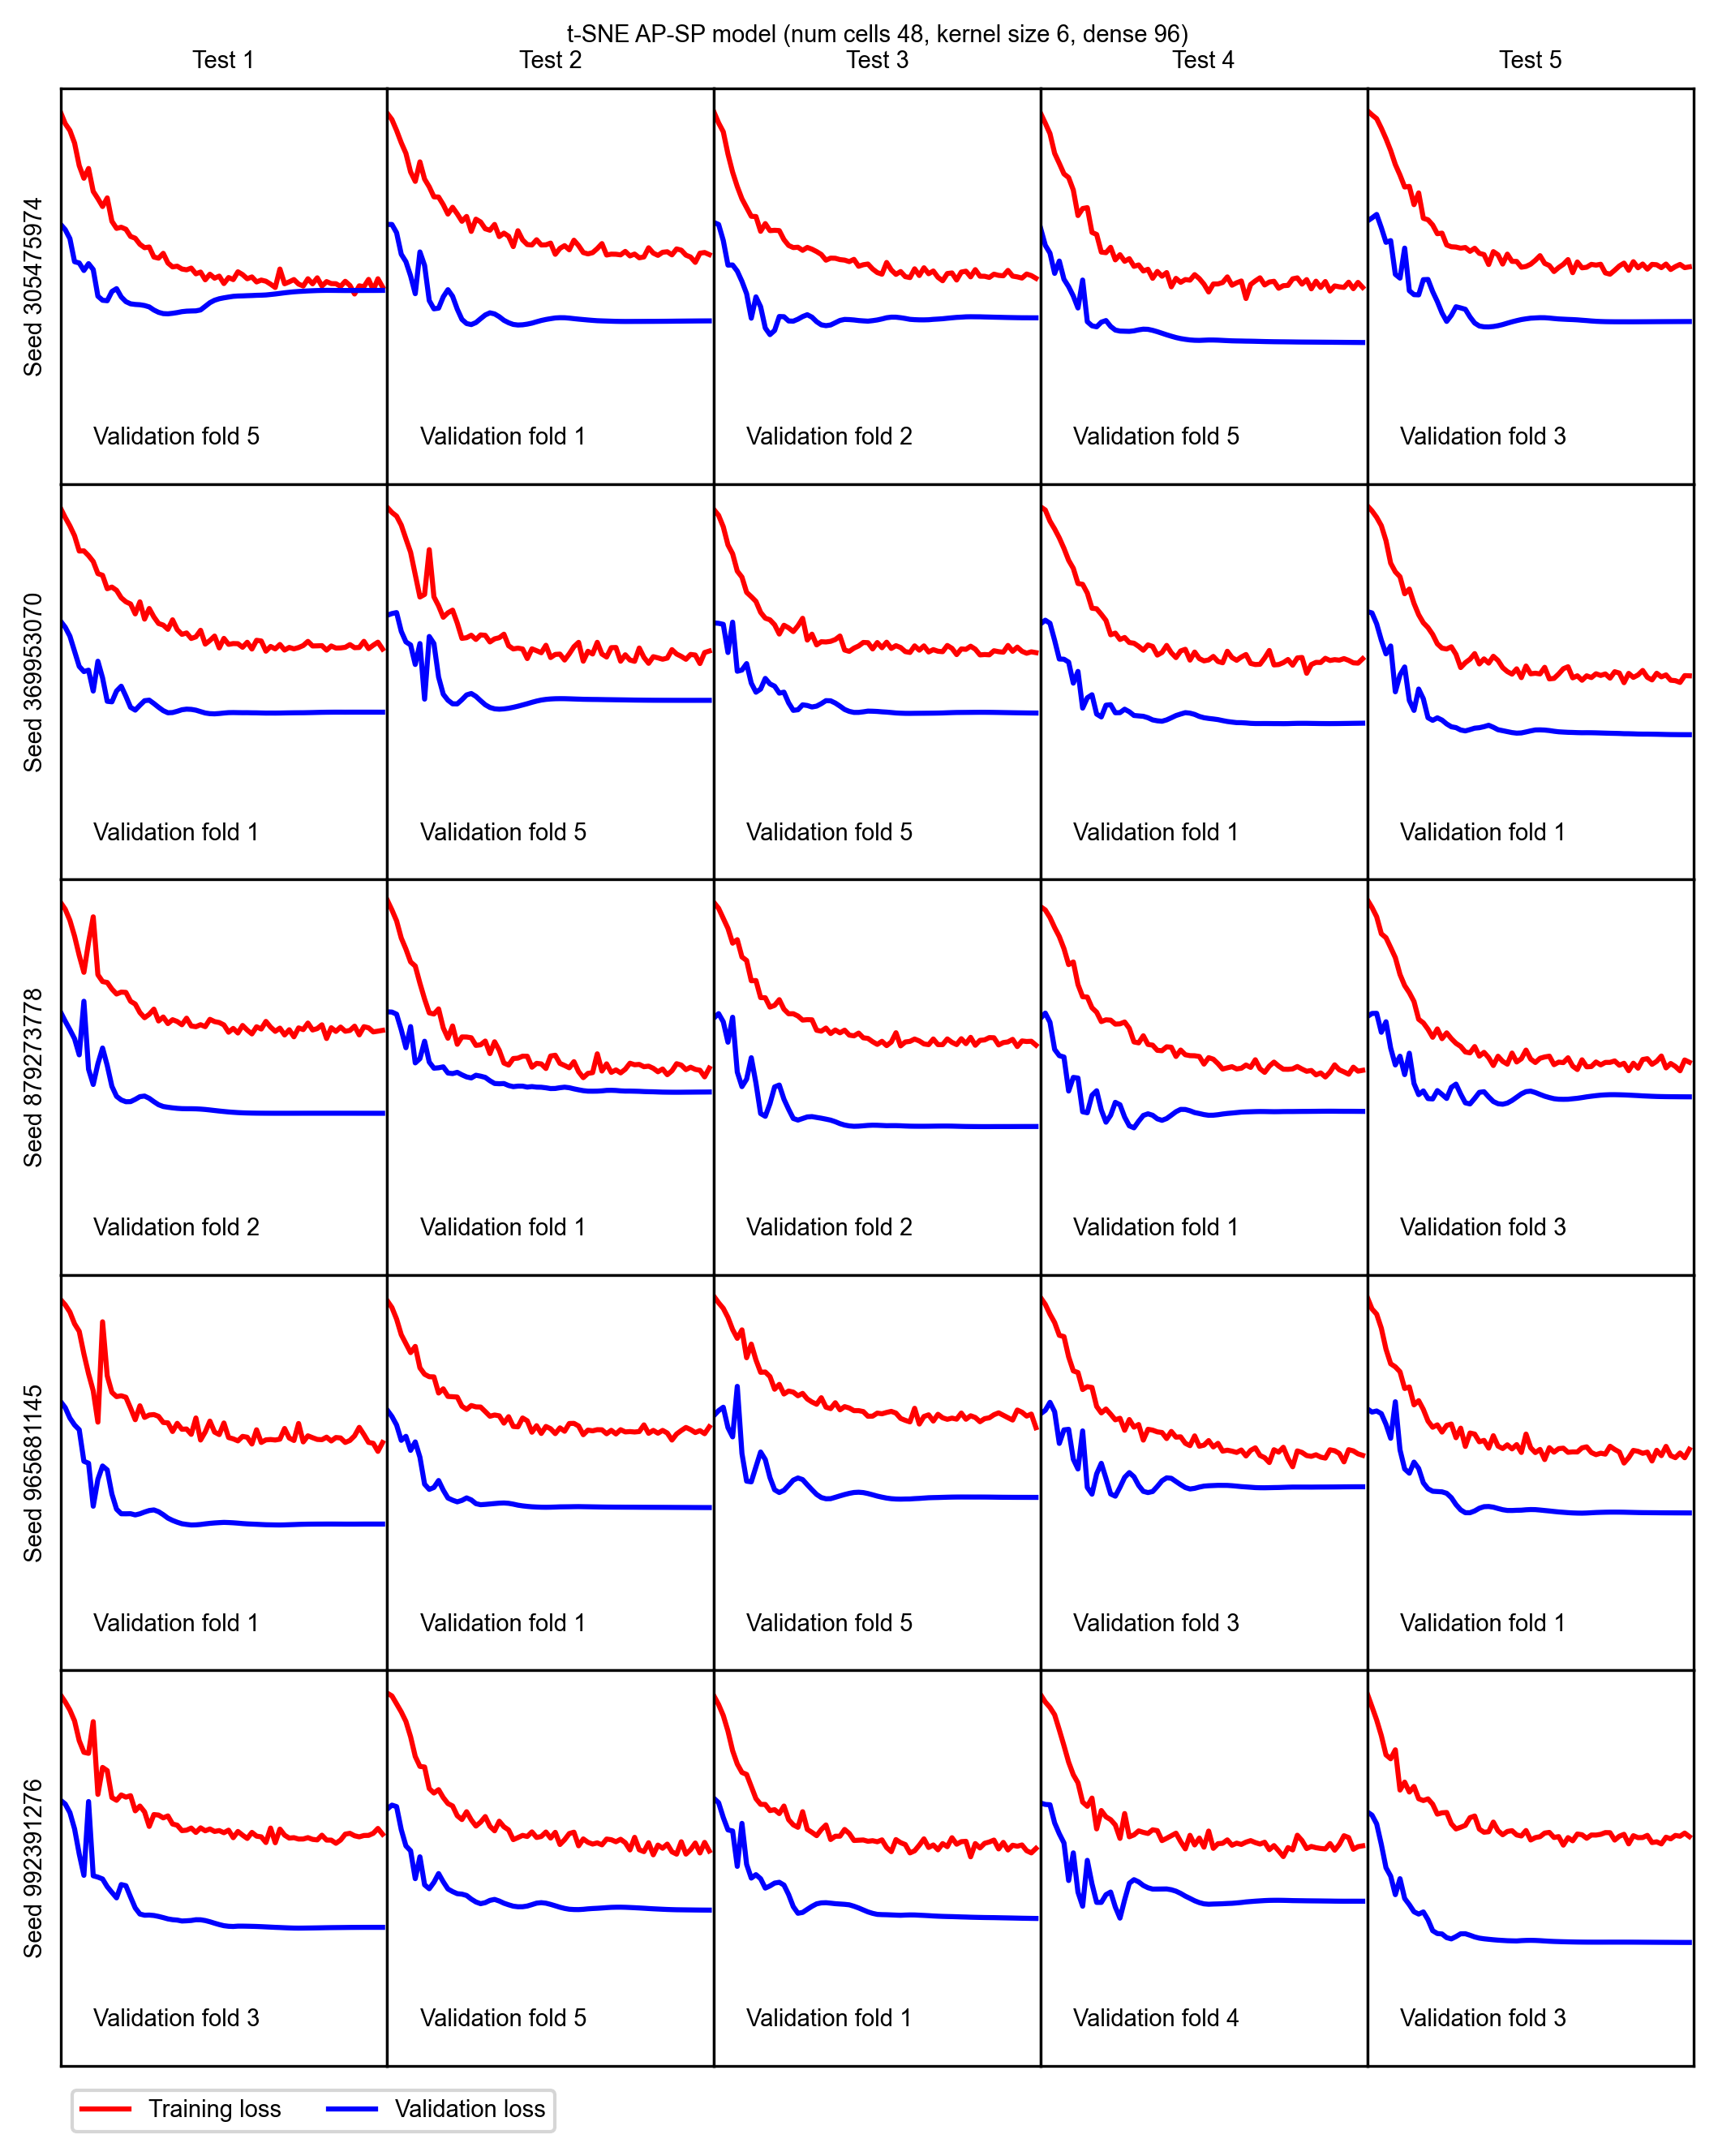 t-SNE AP-SP model (num cells 48, kernel size 6, dense 96)
Test 1 Test 2 Test 3 Test 4 Test 5
Seed 305475974
Validation fold 5 Validation fold 1 Validation fold 2 Validation fold 5 Validation fold 3
Seed 369953070
Validation fold 1 Validation fold 5 Validation fold 5 Validation fold 1 Validation fold 1
Seed 879273778
Validation fold 2 Validation fold 1 Validation fold 2 Validation fold 1 Validation fold 3
Seed 965681145
Validation fold 1 Validation fold 1 Validation fold 5 Validation fold 3 Validation fold 1
Seed 992391276
Validation fold 3 Validation fold 5 Validation fold 1 Validation fold 4 Validation fold 3
Training loss Validation loss